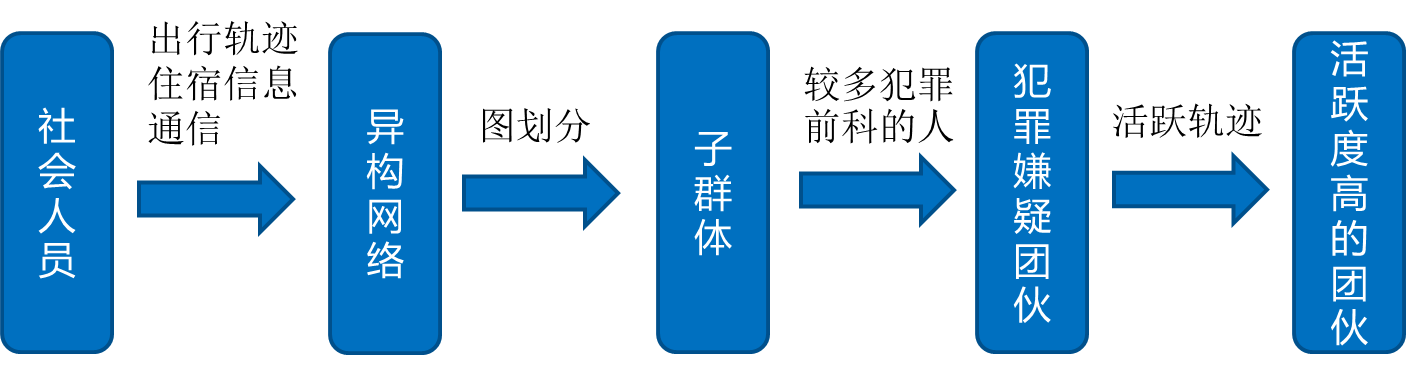 社会人员
出行轨迹
住宿信息
通信
异构网络
图划分
子群体
较多犯罪
前科的人
犯罪嫌疑团伙
活跃轨迹
活跃度高的团伙